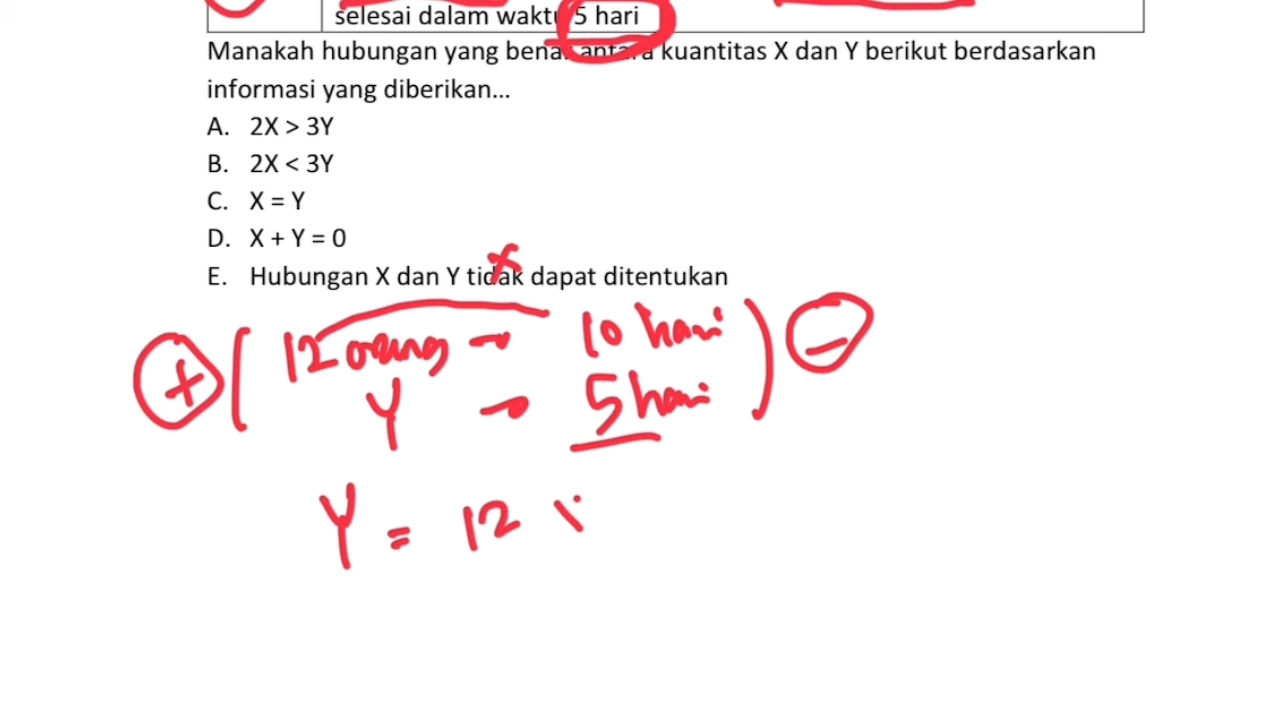 selesai dalam waktu 5 hari
Manakah hubungan yang benar antara kuantitas X dan Y berikut berdasarkan
informasi yang diberikan...
A. 2X > 3Y
B. 2X < 3Y
C. X = Y
D. X + Y = 0
E. Hubungan X dan Y tidak dapat ditentukan
x
+ ( 12 orang → 10 hari ) -
Y → 5 hari
Y = 12